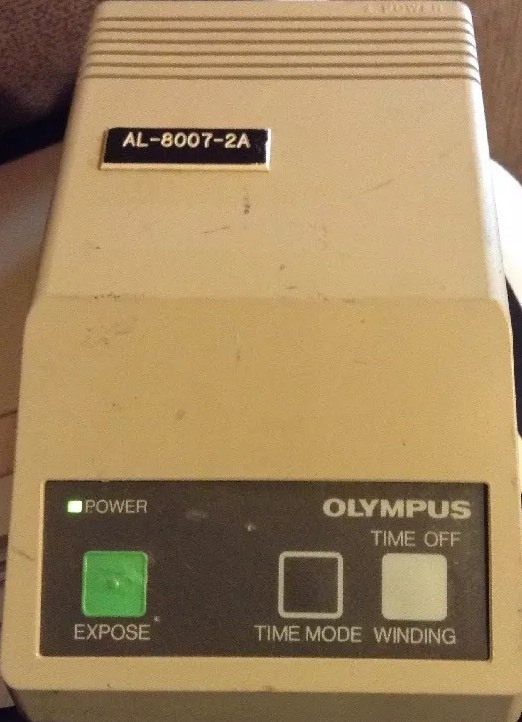 AL-8007-2A
POWER
OLYMPUS
TIME OFF
EXPOSE
TIME MODE
WINDING